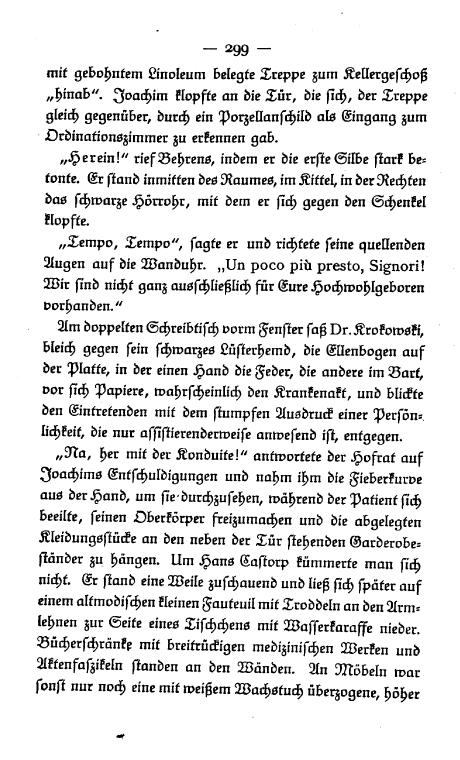 — 299 —
mit gebohntem Linoleum belegte Treppe zum Kellergeschoß
„hinab“. Joachim klopfte an die Tür, die sich, der Treppe
gleich gegenüber, durch ein Porzellanschild als Eingang zum
Ordinationszimmer zu erkennen gab.
„Herein!“ rief Behrens, indem er die erste Silbe stark be-
tonte. Er stand inmitten des Raumes, im Kittel, in der Rechten
das schwarze Hörrohr, mit dem er sich gegen den Schenkel
klopfte.
„Tempo, Tempo“, sagte er und richtete seine quellenden
Augen auf die Wanduhr. „Un poco più presto, Signori!
Wir sind nicht ganz ausschließlich für Eure Hochwohlgeboren
vorhanden.“
Am doppelten Schreibtisch vorm Fenster saß Dr. Krokowski,
bleich gegen sein schwarzes Lüsterhemd, die Ellenbogen auf
der Platte, in der einen Hand die Feder, die andere im Bart,
vor sich Papiere, wahrscheinlich den Krankenakt, und blickte
den Eintretenden mit dem stumpfen Ausdruck einer Persön-
lichkeit, die nur assistierenderweise anwesend ist, entgegen.
„Na, her mit der Konduite!“ antwortete der Hofrat auf
Joachims Entschuldigungen und nahm ihm die Fieberkurve
aus der Hand, um sie durchzusehen, während der Patient sich
beeilte, seinen Oberkörper freizumachen und die abgelegten
Kleidungsstücke an den neben der Tür stehenden Garderobe-
ständer zu hängen. Um Hans Castorp kümmerte man sich
nicht. Er stand eine Weile zuschauend und ließ sich später auf
einem altmodischen kleinen Fauteuil mit Troddeln an den Arm-
lehnen zur Seite eines Tischchens mit Wasserkaraffe nieder.
Bücherschränke mit breitrückigen medizinischen Werken und
Aktenfaszikeln standen an den Wänden. An Möbeln war
sonst nur noch eine mit weißem Wachstuch überzogene, höher